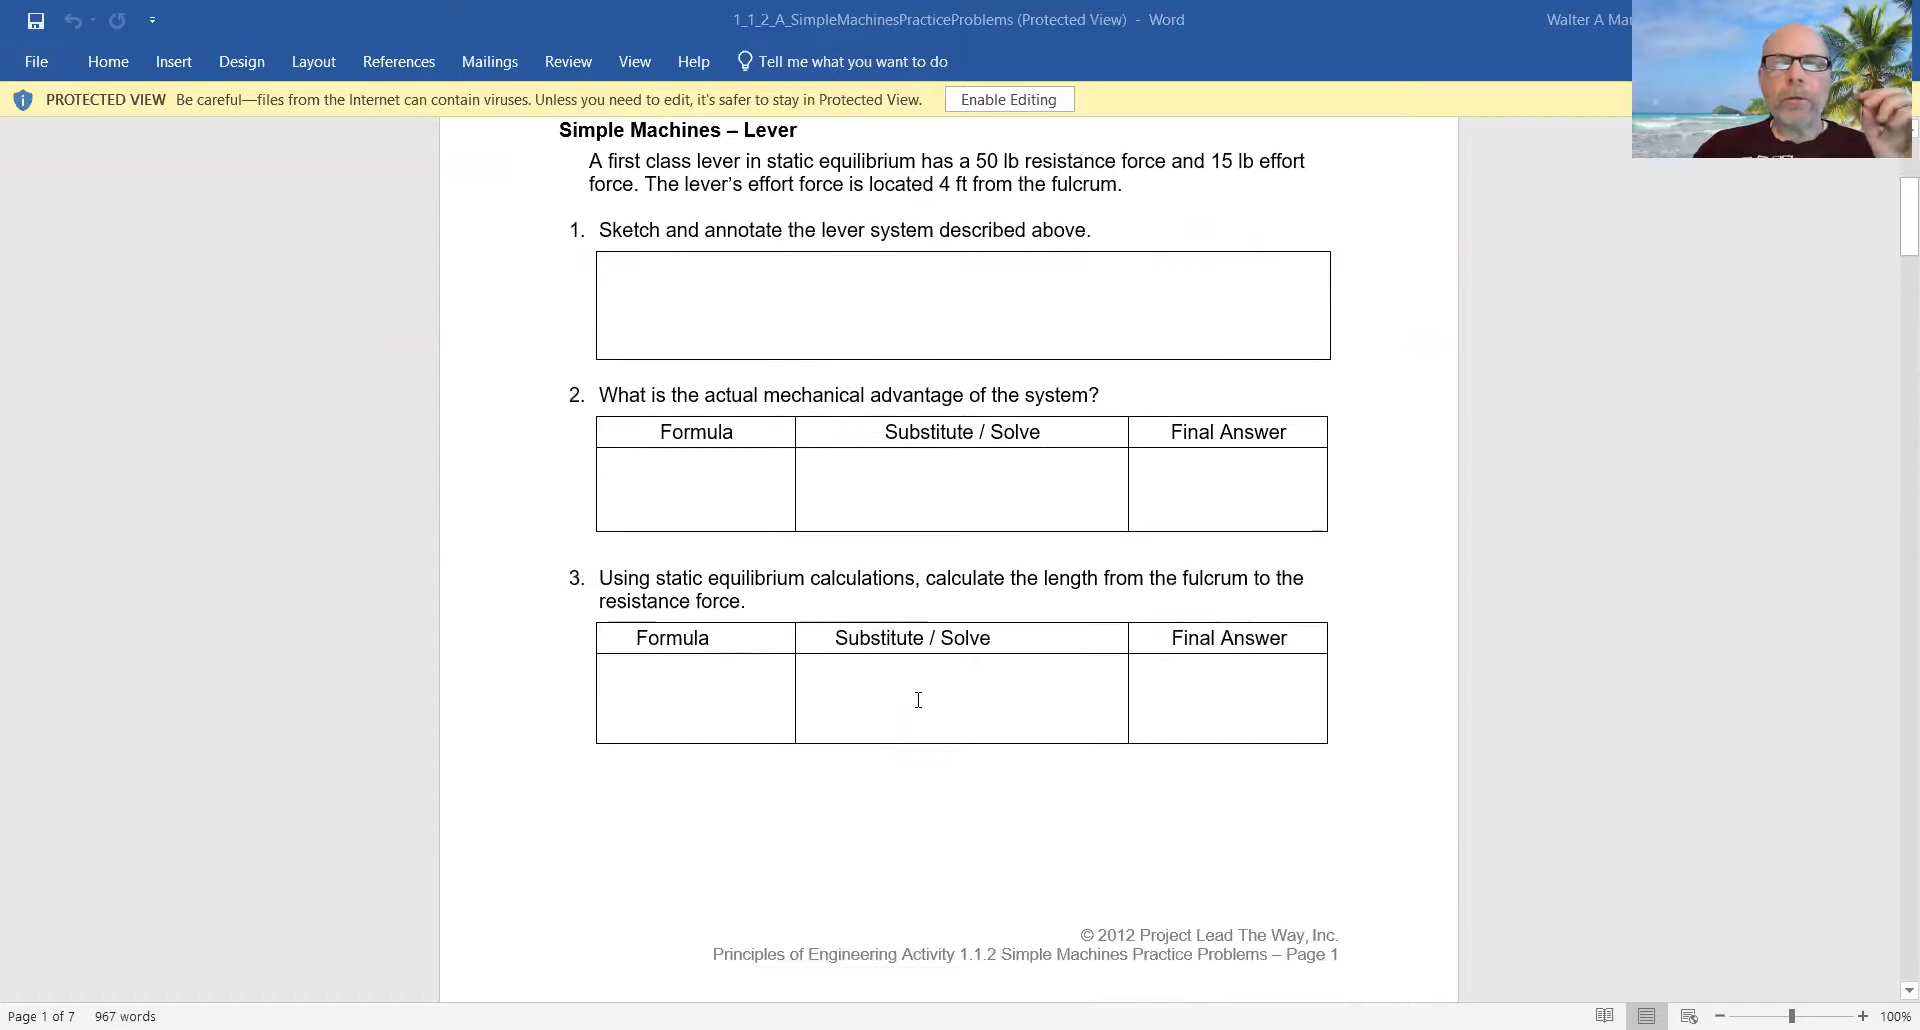 1_1_2_A_SimpleMachinesPracticeProblems (Protected View) - Word
Walter A
File Home Insert Design Layout References Mailings Review View Help Tell me what you want to do
PROTECTED VIEW Be careful—files from the Internet can contain viruses. Unless you need to edit, it's safer to stay in Protected View. Enable Editing
Simple Machines – Lever
A first class lever in static equilibrium has a 50 lb resistance force and 15 lb effort
force. The lever’s effort force is located 4 ft from the fulcrum.
1. Sketch and annotate the lever system described above.
2. What is the actual mechanical advantage of the system?
Formula Substitute / Solve Final Answer
3. Using static equilibrium calculations, calculate the length from the fulcrum to the
resistance force.
Formula Substitute / Solve Final Answer
© 2012 Project Lead The Way, Inc.
Principles of Engineering Activity 1.1.2 Simple Machines Practice Problems – Page 1
Page 1 of 7 967 words
100%